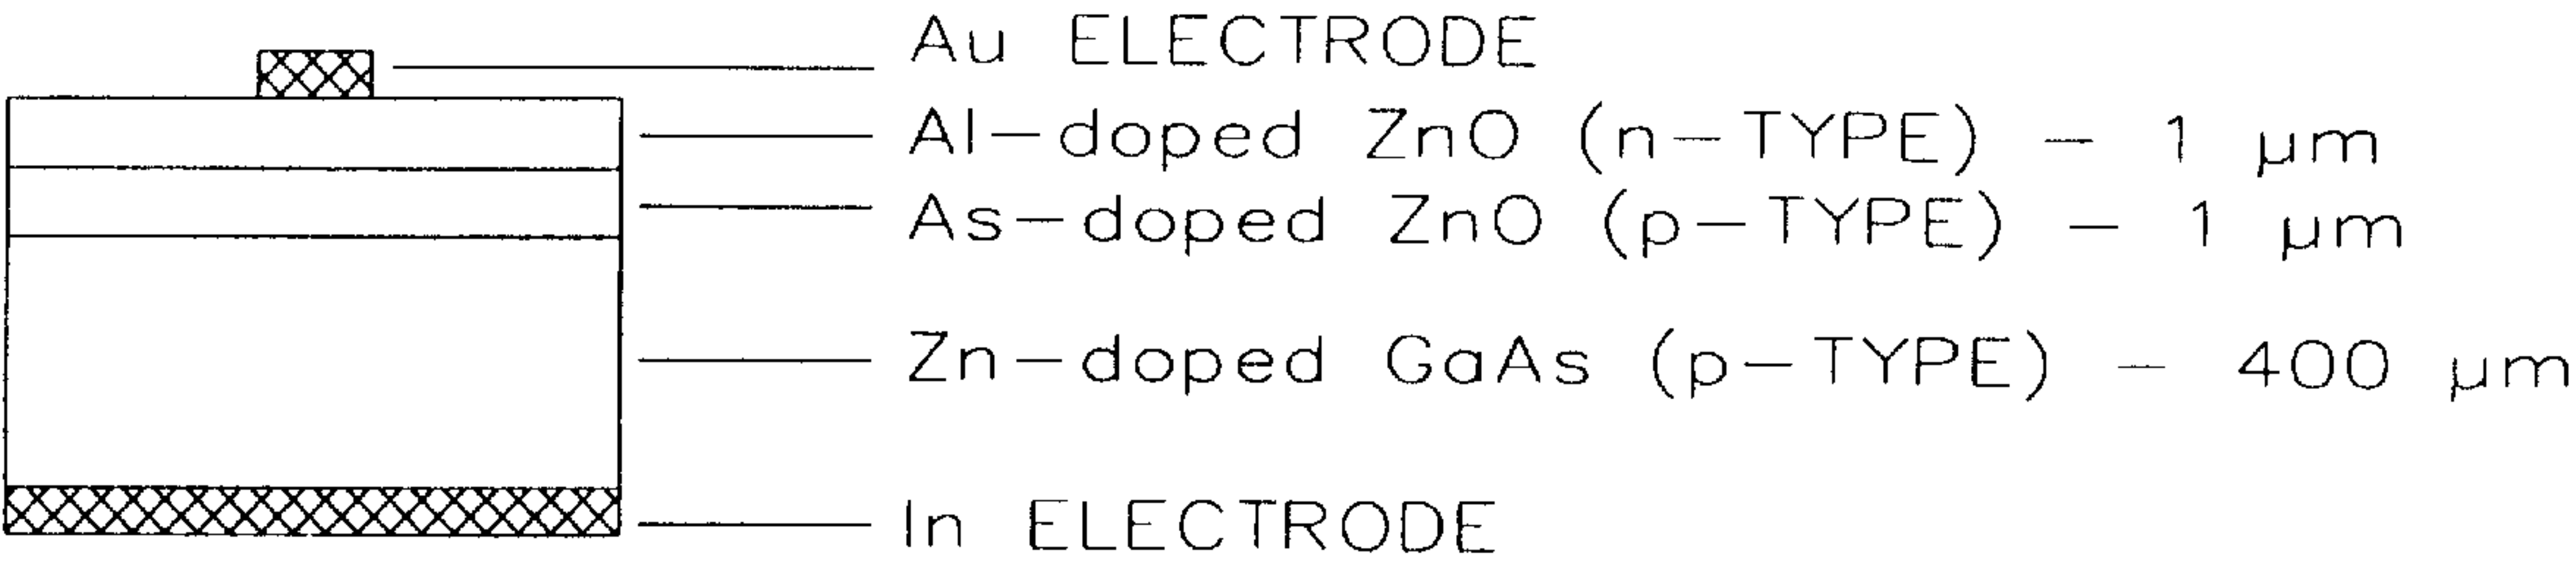 Au ELECTRODE
Al-doped ZnO (n-TYPE) - 1 μm
As-doped ZnO (p-TYPE) - 1 μm
Zn-doped GaAs (p-TYPE) - 400 μm
In ELECTRODE